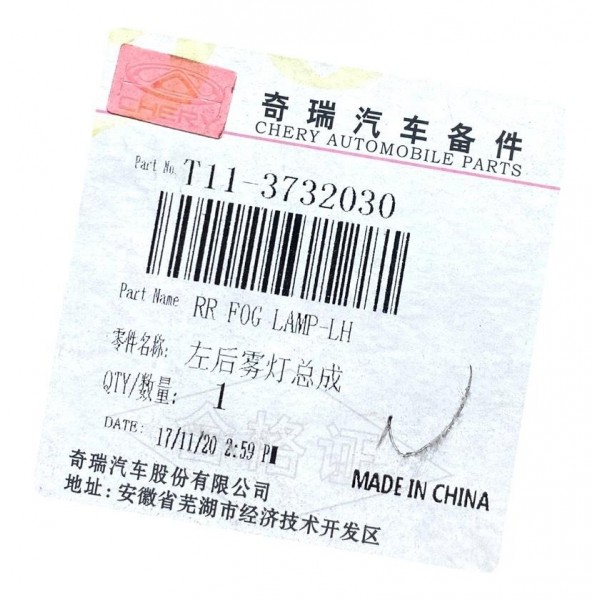 CHERY
奇瑞汽车备件
CHERY AUTOMOBILE PARTS
Part No. T11-3732030
Part Name RR FOG LAMP-LH
零件名称: 左后雾灯总成
QTY/数量: 1
合格证
DATE: 17/11/20 2:59 PM
MADE IN CHINA
奇瑞汽车股份有限公司
地址: 安徽省芜湖市经济技术开发区